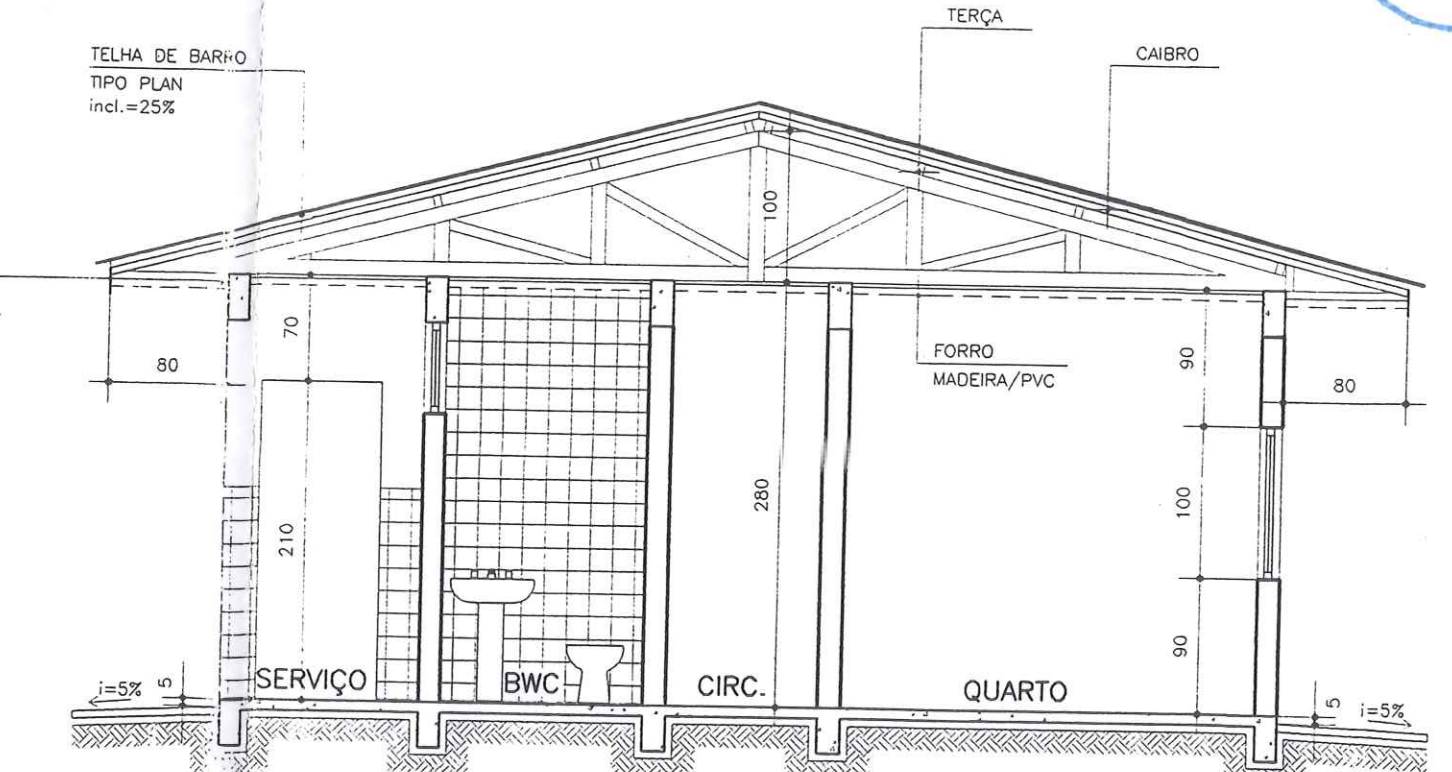 TERÇA
TELHA DE BARRO
TIPO PLAN
incl.=25%
CAIBRO
100
70
80
FORRO
MADEIRA/PVC
90
80
210
280
100
90
i=5%
5
SERVIÇO
BWC
CIRC.
QUARTO
5
i=5%